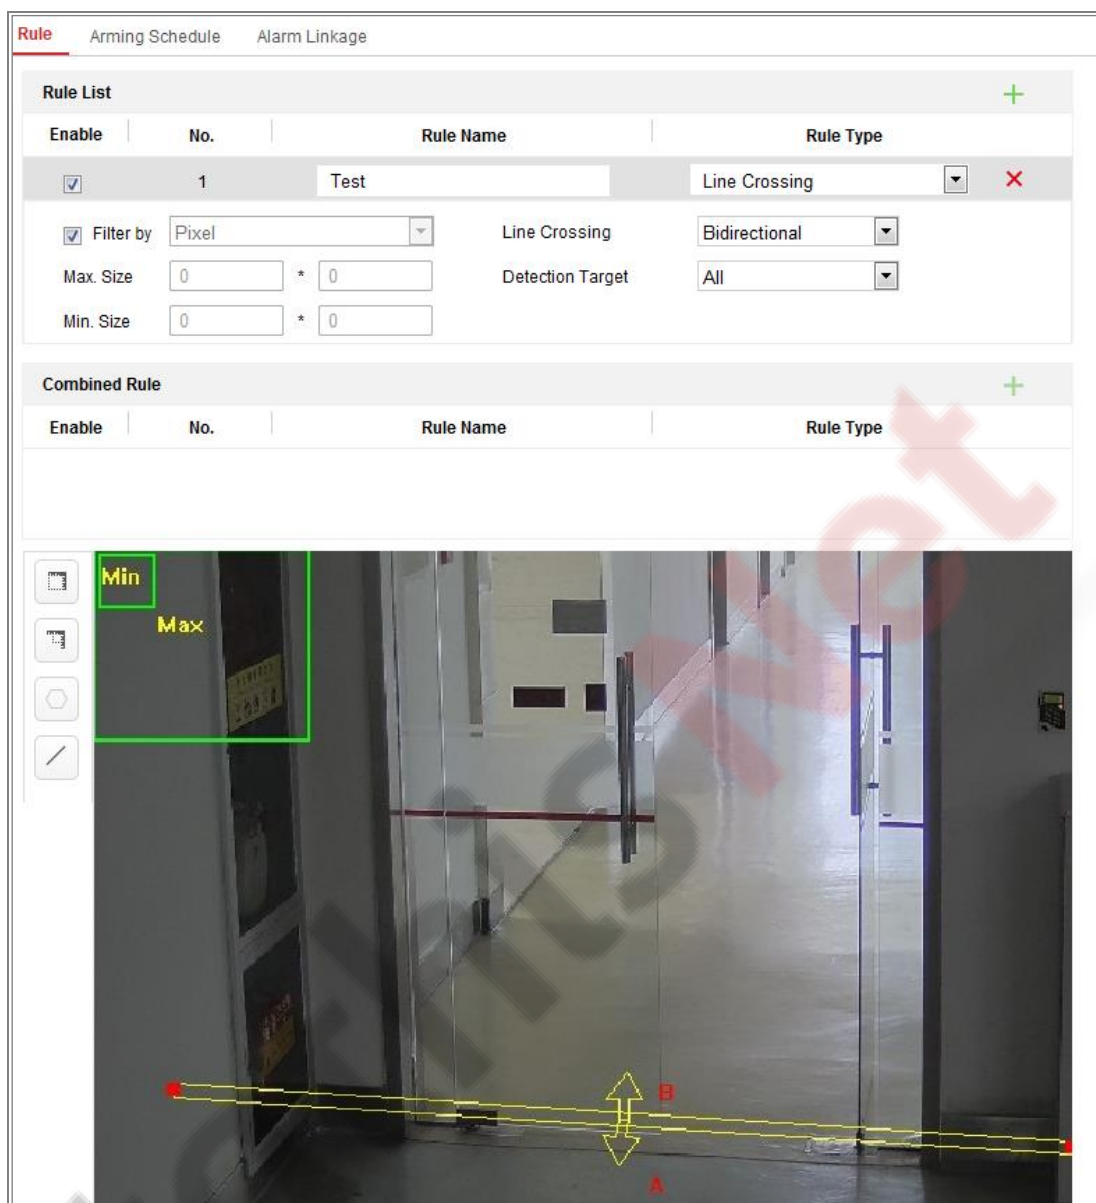 Rule Arming Schedule Alarm Linkage
Rule List
Enable No. Rule Name Rule Type
1 Test Line Crossing
Filter by Pixel Line Crossing Bidirectional
Max. Size 0 * 0 Detection Target All
Min. Size 0 * 0
Combined Rule
Enable No. Rule Name Rule Type
Min
Max
B
A